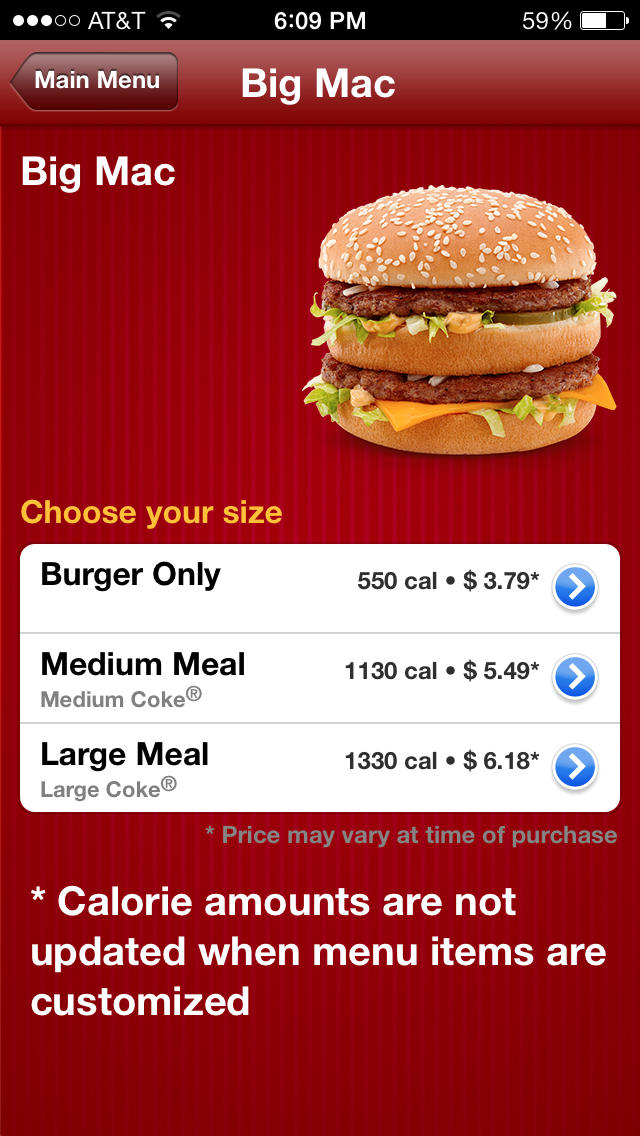 AT&T 6:09 PM 59%
Main Menu Big Mac
Big Mac
Choose your size
Burger Only 550 cal • $ 3.79*
Medium Meal 1130 cal • $ 5.49*
Medium Coke®
Large Meal 1330 cal • $ 6.18*
Large Coke®
* Price may vary at time of purchase
* Calorie amounts are not
updated when menu items are
customized